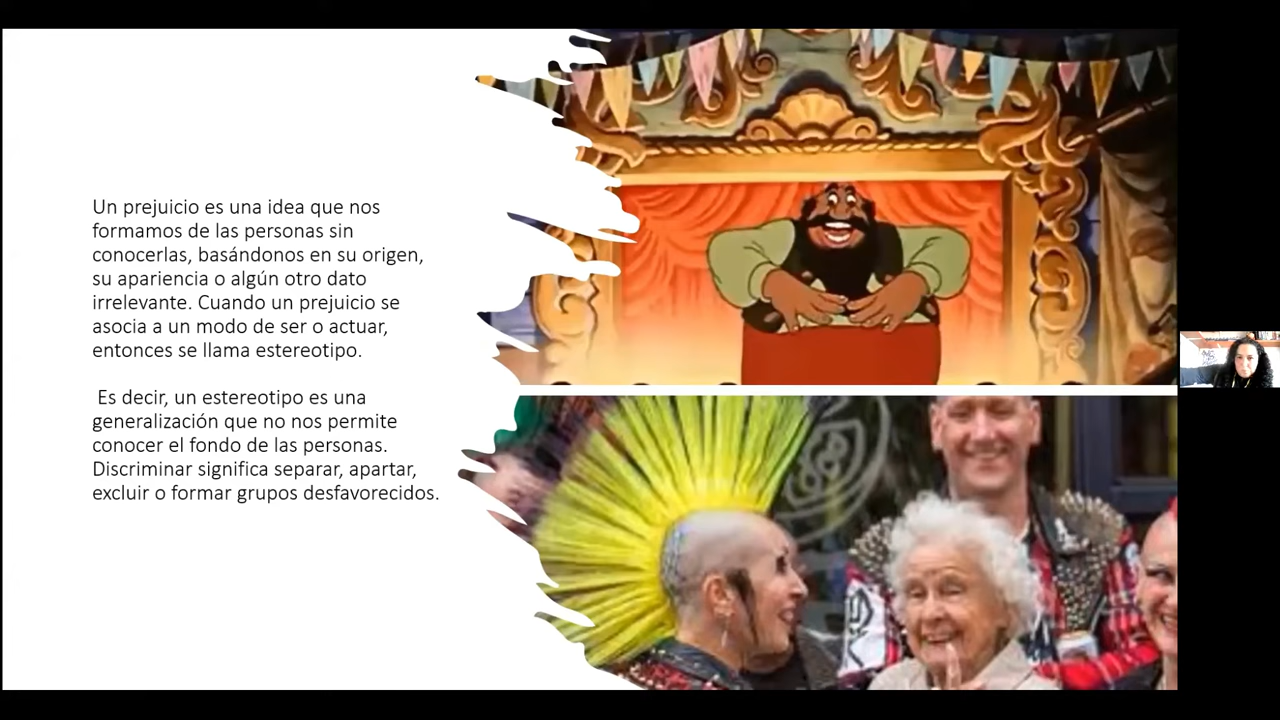 Un prejuicio es una idea que nos
formamos de las personas sin
conocerlas, basándonos en su origen,
su apariencia o algún otro dato
irrelevante. Cuando un prejuicio se
asocia a un modo de ser o actuar,
entonces se llama estereotipo.
Es decir, un estereotipo es una
generalización que no nos permite
conocer el fondo de las personas.
Discriminar significa separar, apartar,
excluir o formar grupos desfavorecidos.